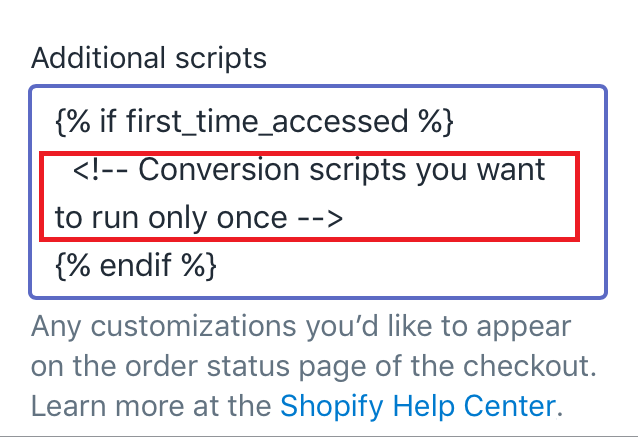 Additional scripts
{% if first_time_accessed %}
<!-- Conversion scripts you want
to run only once -->
{% endif %}
Any customizations you’d like to appear
on the order status page of the checkout.
Learn more at the Shopify Help Center.